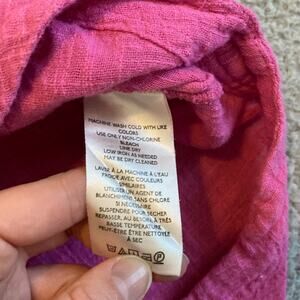 MACHINE WASH COLD WITH LIKE
COLORS
USE ONLY NON-CHLORINE
BLEACH
LINE DRY
LOW IRON AS NEEDED
MAY BE DRY CLEANED
LAVER À LA MACHINE À L'EAU
FROIDE AVEC COULEURS
SIMILAIRES
UTILISER UN AGENT DE
BLANCHIMENT SANS CHLORE
SI NÉCESSAIRE
SUSPENDRE POUR SÉCHER
REPASSER, AU BESOIN, À TRÈS
BASSE TEMPÉRATURE
PEUT-ÊTRE ÊTRE NETTOYÉE
À SEC
P